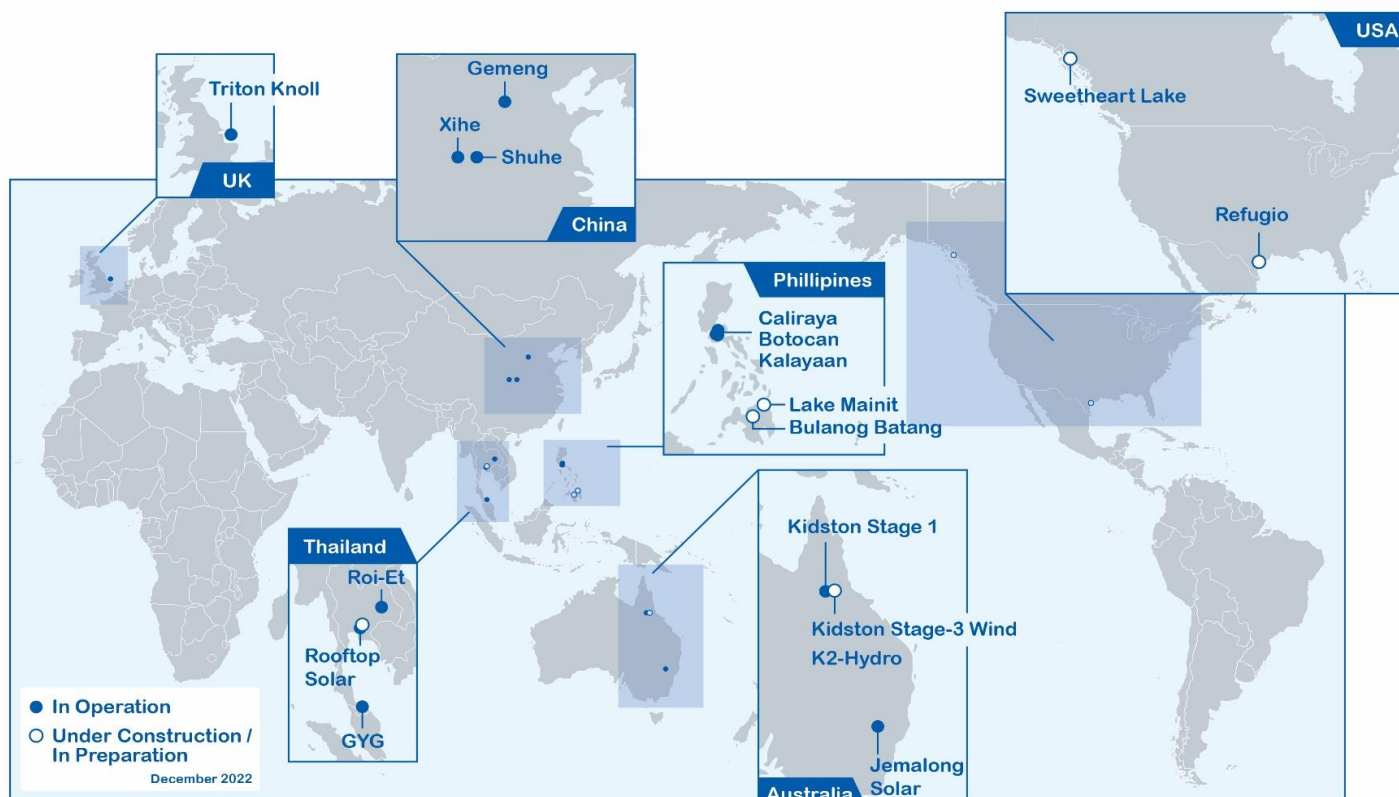 Triton Knoll
UK
Gemeng
Xihe
Shuhe
China
USA
Sweetheart Lake
Refugio
Phillipines
Caliraya
Botocan
Kalayaan
Lake Mainit
Bulanog Batang
Thailand
Roi-Et
Rooftop
Solar
GYG
Kidston Stage 1
Kidston Stage-3 Wind
K2-Hydro
Jemalong
Solar
Australia
In Operation
Under Construction /
In Preparation
December 2022